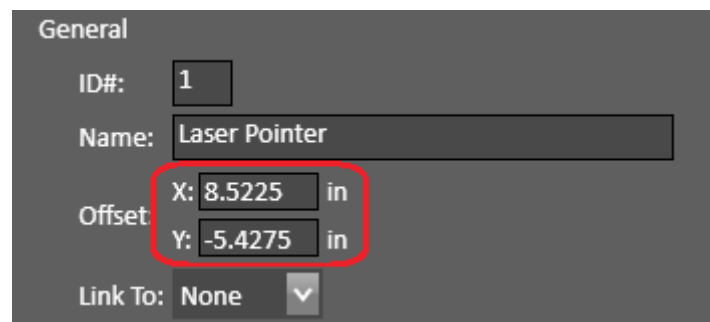 General
ID#: 1
Name: Laser Pointer
Offset:
X: 8.5225 in
Y: -5.4275 in
Link To: None